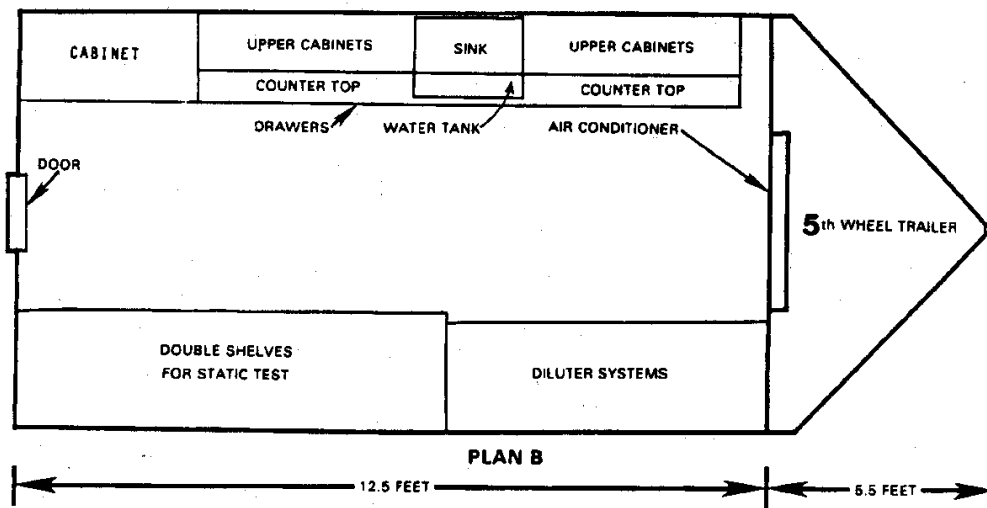 CABINET
UPPER CABINETS
SINK
UPPER CABINETS
COUNTER TOP
COUNTER TOP
DRAWERS
WATER TANK
AIR CONDITIONER
DOOR
5th WHEEL TRAILER
DOUBLE SHELVES
FOR STATIC TEST
DILUTER SYSTEMS
PLAN B
12.5 FEET
5.5 FEET